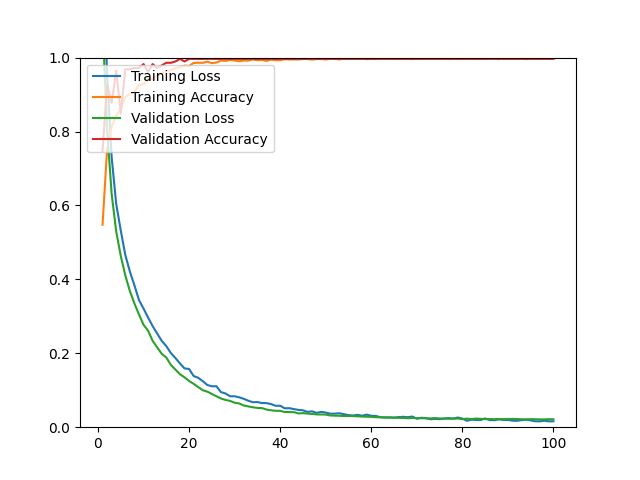 1.0
0.8
0.6
0.4
0.2
0.0
Training Loss
Training Accuracy
Validation Loss
Validation Accuracy
0 20 40 60 80 100